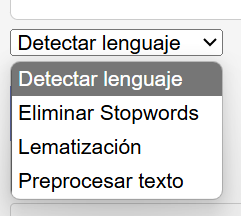 Detectar lenguaje
Detectar lenguaje
Eliminar Stopwords
Lematización
Preprocesar texto